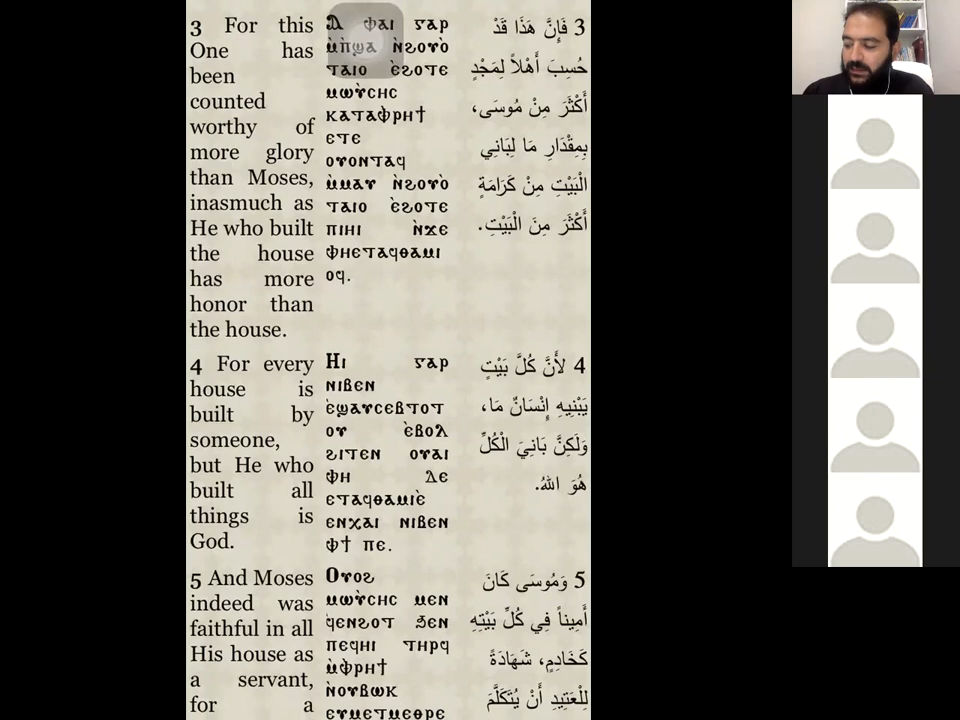 3 For this
One has
been
counted
worthy of
more glory
than Moses,
inasmuch as
He who built
the house
has more
honor than
the house.
Ⲁ ⲫⲁⲓ ⲅⲁⲣ
ⲙ̀ⲡϣⲁ ⲛ̀ϩⲟⲩⲟ̀
ⲧⲁⲓⲟ ⲉ̀ϩⲟⲧⲉ
ⲙⲱⲩ̀ⲥⲏⲥ
ⲕⲁⲧⲁⲫ̀ⲣⲏϯ
ⲉⲧⲉ
ⲟⲩⲟⲛⲧⲁϥ
ⲙ̀ⲙⲁⲩ ⲛ̀ϩⲟⲩⲟ̀
ⲧⲁⲓⲟ ⲉ̀ϩⲟⲧⲉ
ⲡⲓⲏⲓ ⲛ̀ϫⲉ
ⲫⲏⲉⲧⲁϥⲑⲁⲙⲓ
ⲟϥ.
3 فَإِنَّ هَذَا قَدْ
حُسِبَ أَهْلاً لِمَجْدٍ
أَكْثَرَ مِنْ مُوسَى،
بِمِقْدَارِ مَا لِبَانِي
الْبَيْتِ مِنْ كَرَامَةٍ
أَكْثَرَ مِنَ الْبَيْتِ.
4 For every
house is
built by
someone,
but He who
built all
things is
God.
Ⲏⲓ ⲅⲁⲣ
ⲛⲓⲃⲉⲛ
ⲉ̀ϣⲁⲩⲥⲉⲃⲧⲟⲧ
ⲟⲩ ⲉ̀ⲃⲟⲗ
ϩⲓⲧⲉⲛ ⲟⲩⲁⲓ
ⲫⲏ ⲇⲉ
ⲉⲧⲁϥⲑⲁⲙⲓⲉ̀
ⲉⲛⲭⲁⲓ ⲛⲓⲃⲉⲛ
ⲫϯ ⲡⲉ.
4 لأَنَّ كُلَّ بَيْتٍ
يَبْنِيهِ إِنْسَانٌ مَا،
وَلَكِنَّ بَانِيَ الْكُلِّ
هُوَ اللهُ.
5 And Moses
indeed was
faithful in all
His house as
a servant,
for a
Ⲟⲩⲟϩ
ⲙⲱⲩ̀ⲥⲏⲥ ⲙⲉⲛ
ϥⲉⲛϩⲟⲧ ϧⲉⲛ
ⲡⲉϥⲏⲓ ⲧⲏⲣϥ
ⲙ̀ⲫⲣⲏϯ
ⲛ̀ⲟⲩⲃⲱⲕ
ⲉⲩⲙⲉⲧⲙⲉⲑⲣⲉ
5 وَمُوسَى كَانَ
أَمِيناً فِي كُلِّ بَيْتِهِ
كَخَادِمٍ، شَهَادَةً
لِلْعَتِيدِ أَنْ يُتَكَلَّمَ